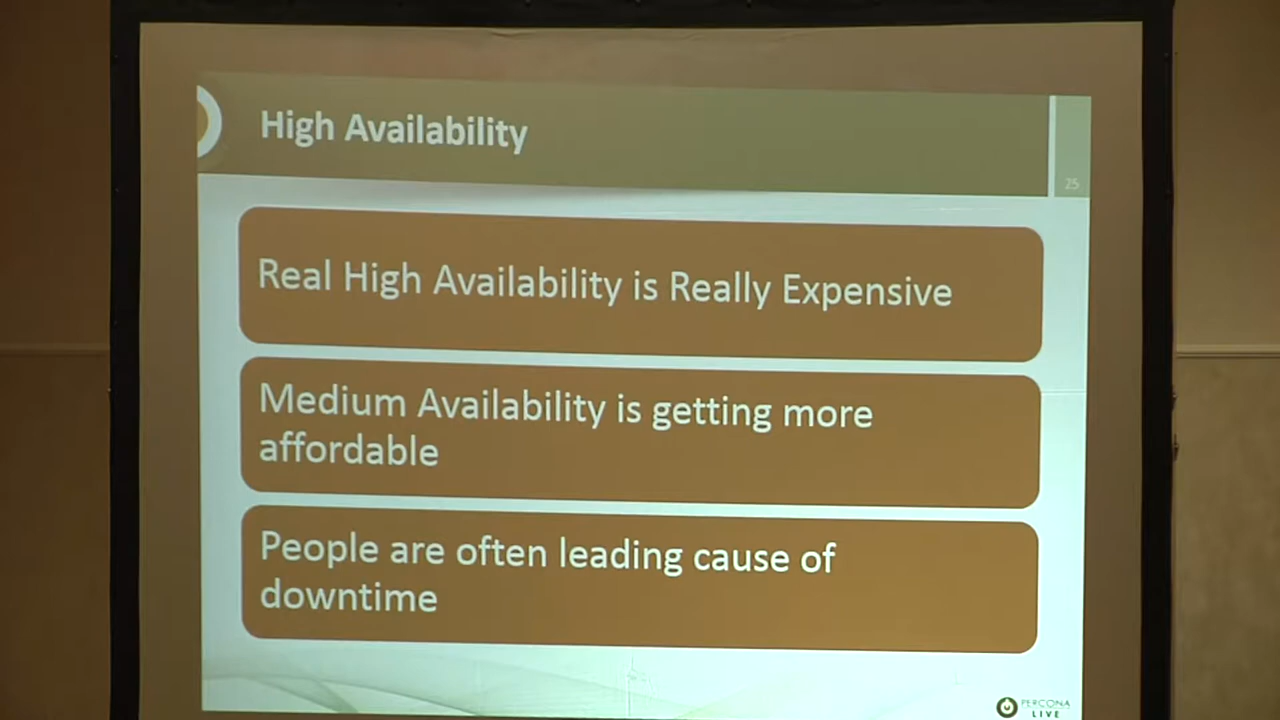 High Availability
25
Real High Availability is Really Expensive
Medium Availability is getting more
affordable
People are often leading cause of
downtime
PERCONA
LIVE